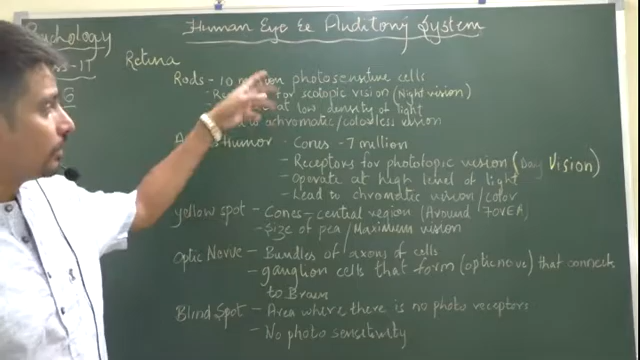 Human Eye & Auditory System
Psychology
Retina
Rods - 10 million photosensitive cells
for scotopic vision (Night vision)
at low density of light
to achromatic/colorless vision
Humor - Cones - 7 million
- Receptors for phototopic vision (Day Vision)
- Operate at high level of light
- Lead to chromatic vision/color
yellow spot - Cones - central region (Around FOVEA)
- Size of pea/Maximum vision
Optic Nerve - Bundles of axons of cells
- ganglion cells that form (optic nerve) that connects
to Brain
Blind Spot - Area where there is no photo receptors
- No photo sensitivity